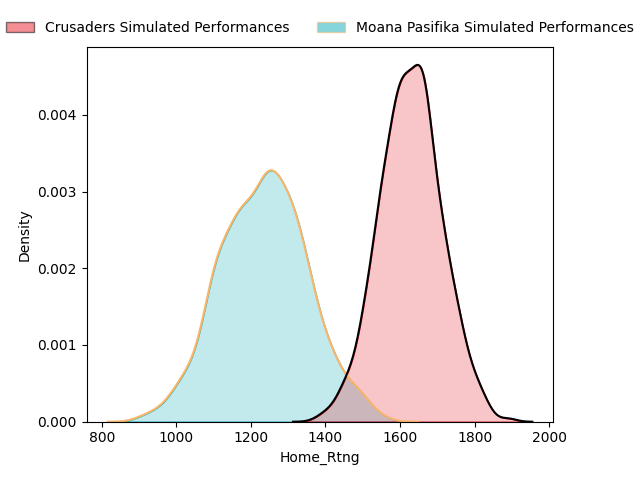 Crusaders Simulated Performances Moana Pasifika Simulated Performances
0.004
0.003
0.002
0.001
0.000
Density
800 1000 1200 1400 1600 1800 2000
Home_Rtng